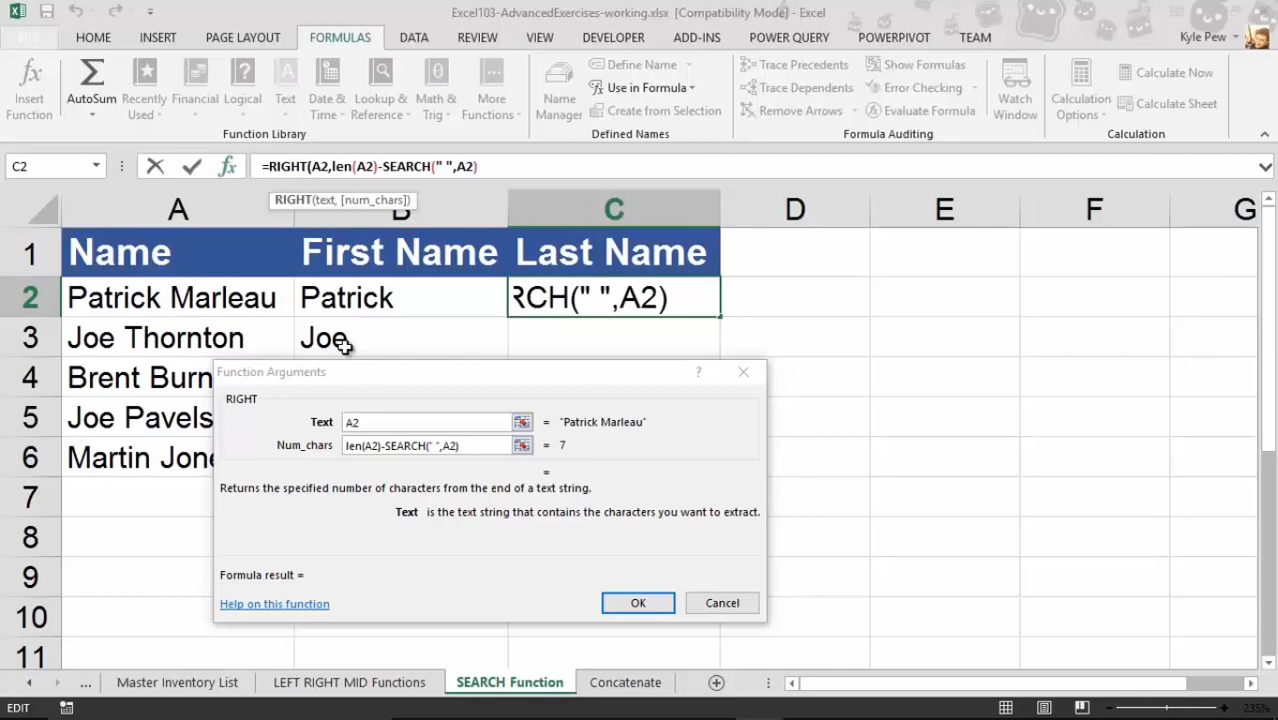 Excel103-AdvancedExercises-working.xlsx [Compatibility Mode] - Excel
HOME INSERT PAGE LAYOUT FORMULAS DATA REVIEW VIEW DEVELOPER ADD-INS POWER QUERY POWERPIVOT TEAM Kyle Pew
Insert Function
AutoSum
Recently Used
Financial
Logical
Text
Date & Time
Lookup & Reference
Math & Trig
More Functions
Function Library
Name Manager
Define Name
Use in Formula
Create from Selection
Defined Names
Trace Precedents
Trace Dependents
Remove Arrows
Show Formulas
Error Checking
Evaluate Formula
Formula Auditing
Watch Window
Calculation Options
Calculate Now
Calculate Sheet
Calculation
C2 fx =RIGHT(A2,len(A2)-SEARCH(" ",A2)
RIGHT(text, [num_chars])
A B C D E F G
1 Name First Name Last Name
2 Patrick Marleau Patrick RCH(" ",A2)
3 Joe Thornton Joe
4 Brent Burn
5 Joe Pavels
6 Martin Jone
7
8
9
10
11
Function Arguments ?
RIGHT
Text A2 = "Patrick Marleau"
Num_chars len(A2)-SEARCH(" ",A2) = 7
=
Returns the specified number of characters from the end of a text string.
Text is the text string that contains the characters you want to extract.
Formula result =
Help on this function OK Cancel
... Master Inventory List LEFT RIGHT MID Functions SEARCH Function Concatenate
EDIT 235%